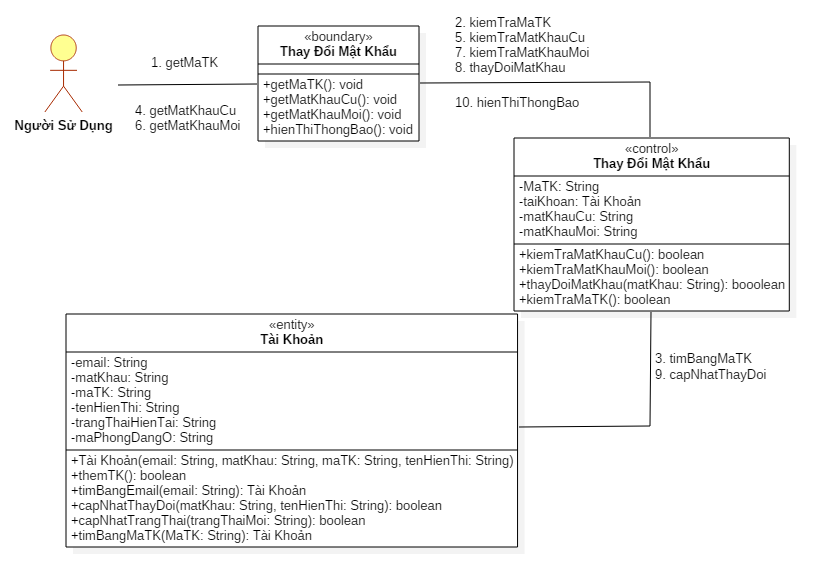 1. getMaTK
4. getMatKhauCu
6. getMatKhauMoi
Người Sử Dụng
«boundary»
Thay Đổi Mật Khẩu
+getMaTK(): void
+getMatKhauCu(): void
+getMatKhauMoi(): void
+hienThiThongBao(): void
2. kiemTraMaTK
5. kiemTraMatKhauCu
7. kiemTraMatKhauMoi
8. thayDoiMatKhau
10. hienThiThongBao
«control»
Thay Đổi Mật Khẩu
-MaTK: String
-taiKhoan: Tài Khoản
-matKhauCu: String
-matKhauMoi: String
+kiemTraMatKhauCu(): boolean
+kiemTraMatKhauMoi(): boolean
+thayDoiMatKhau(matKhau: String): booolean
+kiemTraMaTK(): boolean
3. timBangMaTK
9. capNhatThayDoi
«entity»
Tài Khoản
-email: String
-matKhau: String
-maTK: String
-tenHienThi: String
-trangThaiHienTai: String
-maPhongDangO: String
+Tài Khoản(email: String, matKhau: String, maTK: String, tenHienThi: String)
+themTK(): boolean
+timBangEmail(email: String): Tài Khoản
+capNhatThayDoi(matKhau: String, tenHienThi: String): boolean
+capNhatTrangThai(trangThaiMoi: String): boolean
+timBangMaTK(MaTK: String): Tài Khoản